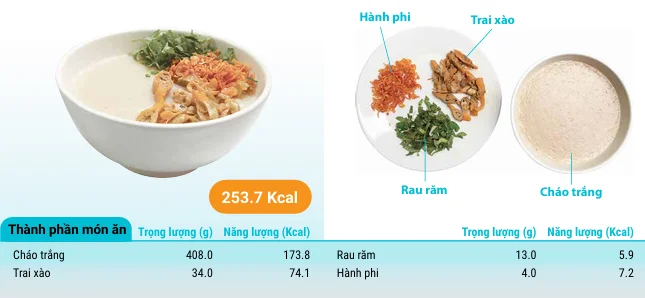 Hành phi
Trai xào
Rau răm
Cháo trắng
253.7 Kcal
Thành phần món ăn Trọng lượng (g) Năng lượng (Kcal) Trọng lượng (g) Năng lượng (Kcal)
Cháo trắng 408.0 173.8 Rau răm 13.0 5.9
Trai xào 34.0 74.1 Hành phi 4.0 7.2